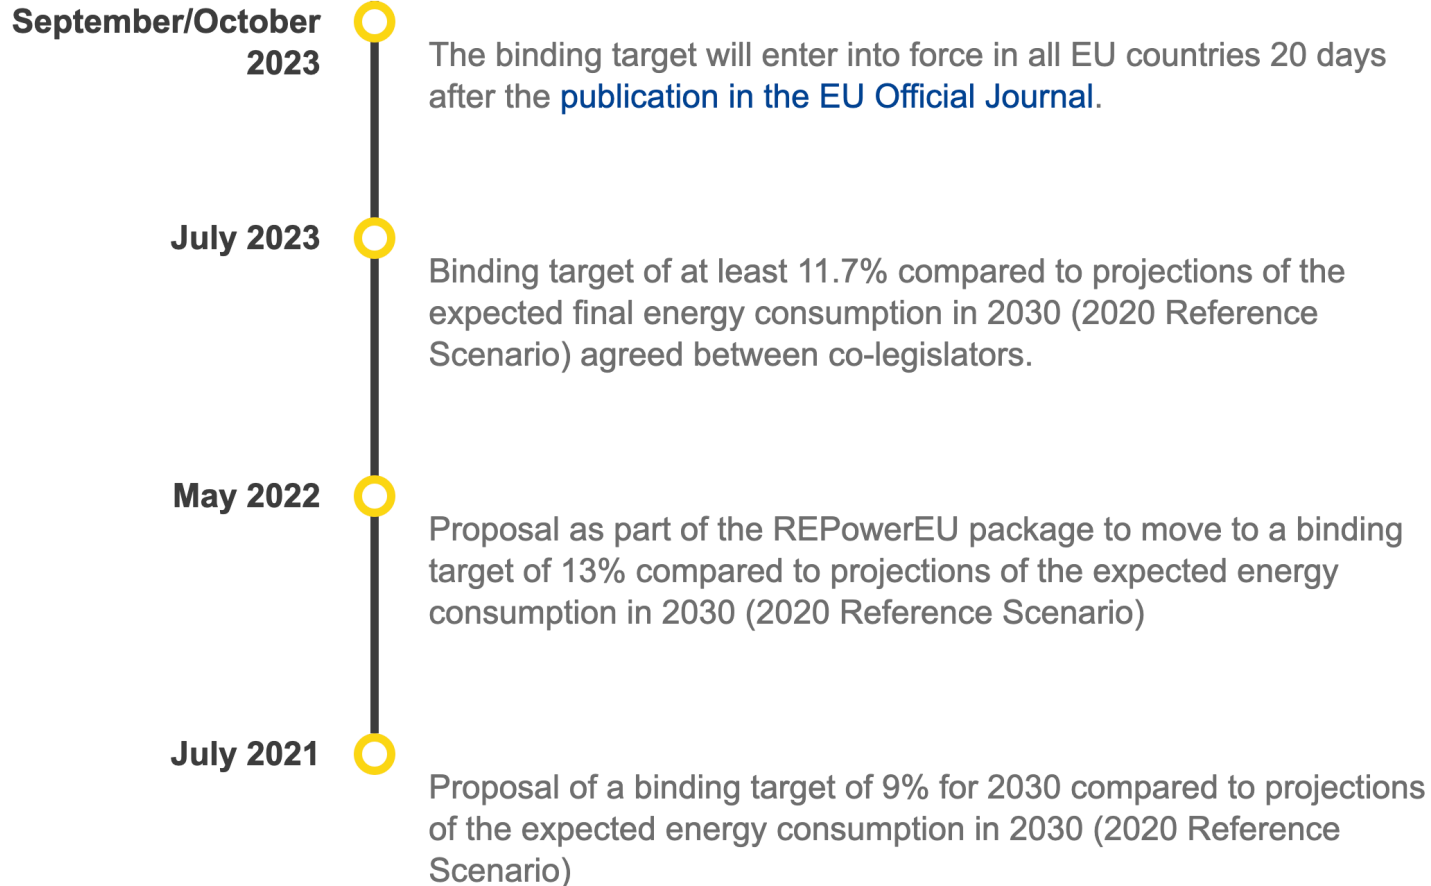 September/October
2023
The binding target will enter into force in all EU countries 20 days
after the publication in the EU Official Journal.
July 2023
Binding target of at least 11.7% compared to projections of the
expected final energy consumption in 2030 (2020 Reference
Scenario) agreed between co-legislators.
May 2022
Proposal as part of the REPowerEU package to move to a binding
target of 13% compared to projections of the expected energy
consumption in 2030 (2020 Reference Scenario)
July 2021
Proposal of a binding target of 9% for 2030 compared to projections
of the expected energy consumption in 2030 (2020 Reference
Scenario)